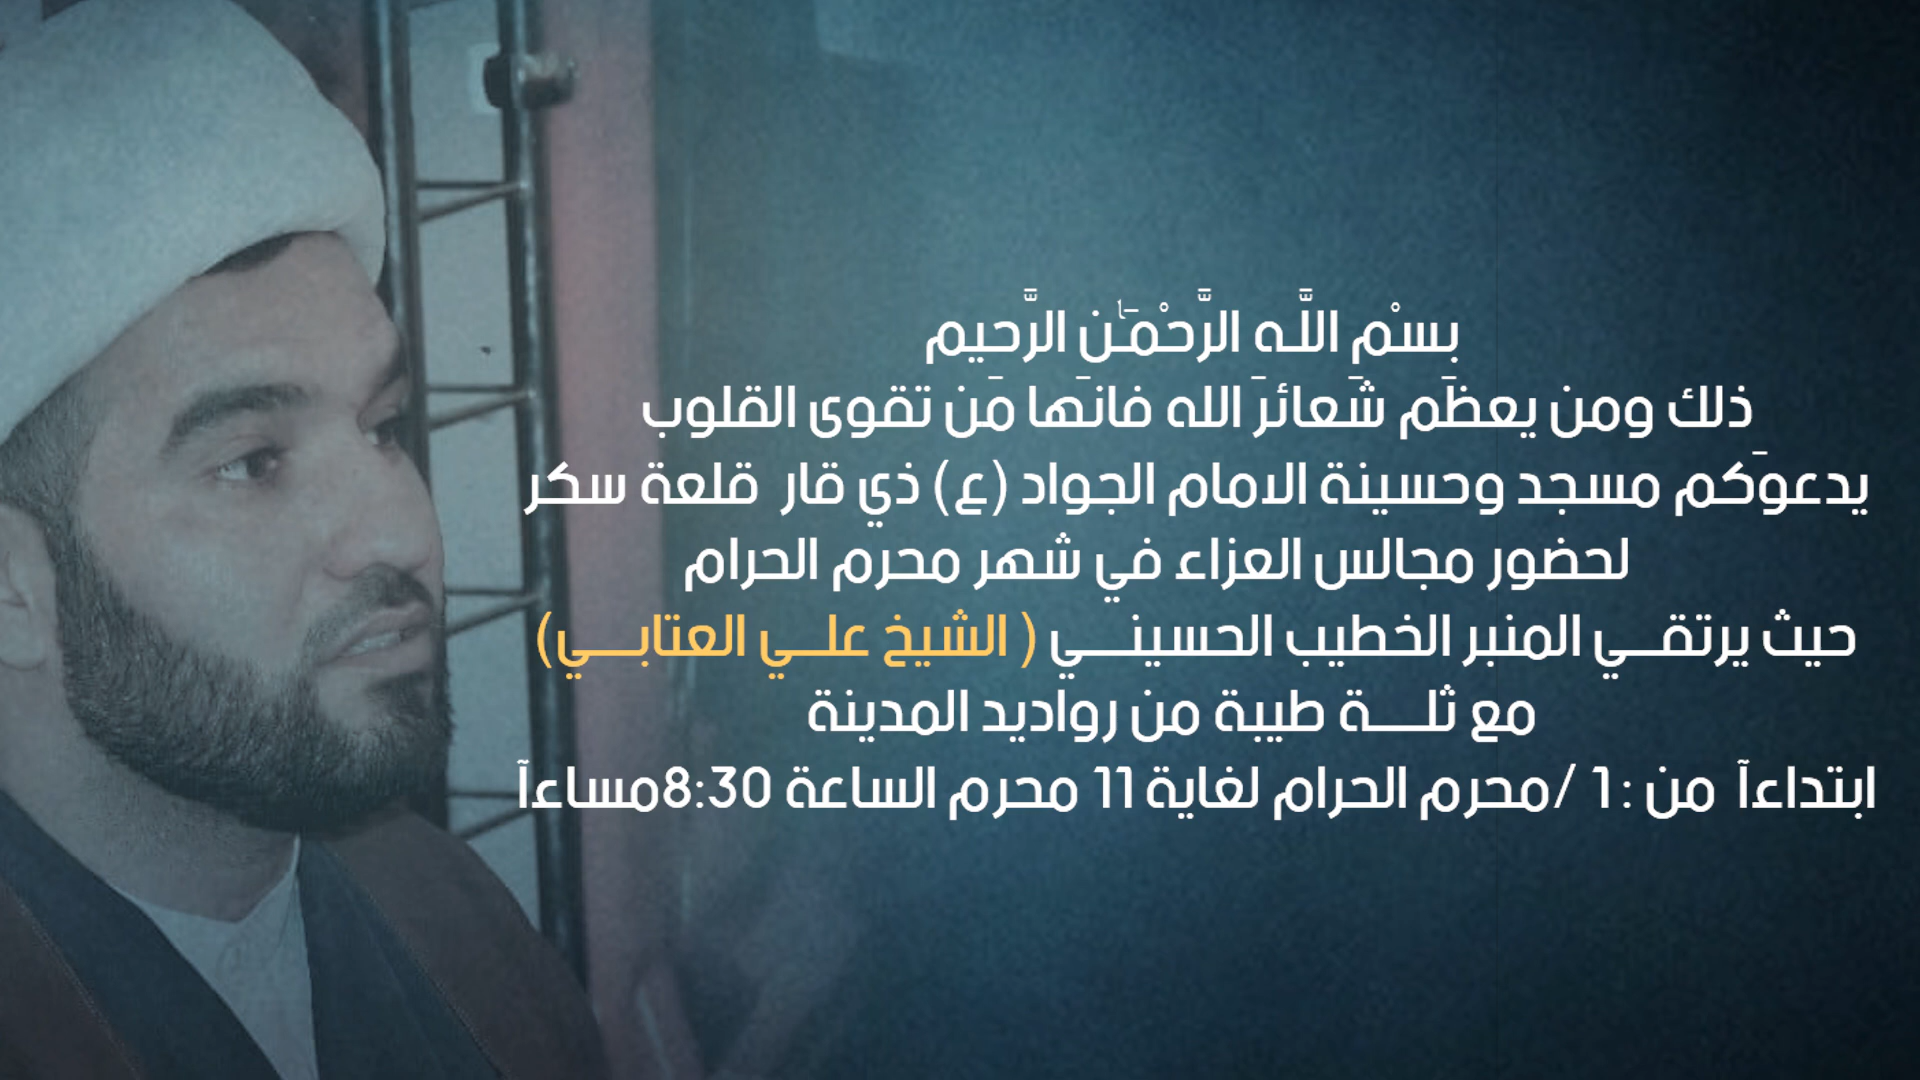 بِسْمِ اللَّـهِ الرَّحْمَـٰنِ الرَّحِيمِ
ذلك ومن يعظم شعائر الله فانها من تقوى القلوب
يدعوكم مسجد وحسينة الامام الجواد (ع) ذي قار قلعة سكر
لحضور مجالس العزاء في شهر محرم الحرام
حيث يرتقـــي المنبر الخطيب الحسينـــي ( الشيخ علـــي العتابـــي)
مع ثلـــة طيبة من رواديد المدينة
ابتداءآ من : 1 /محرم الحرام لغاية 11 محرم الساعة 8:30مساءآ